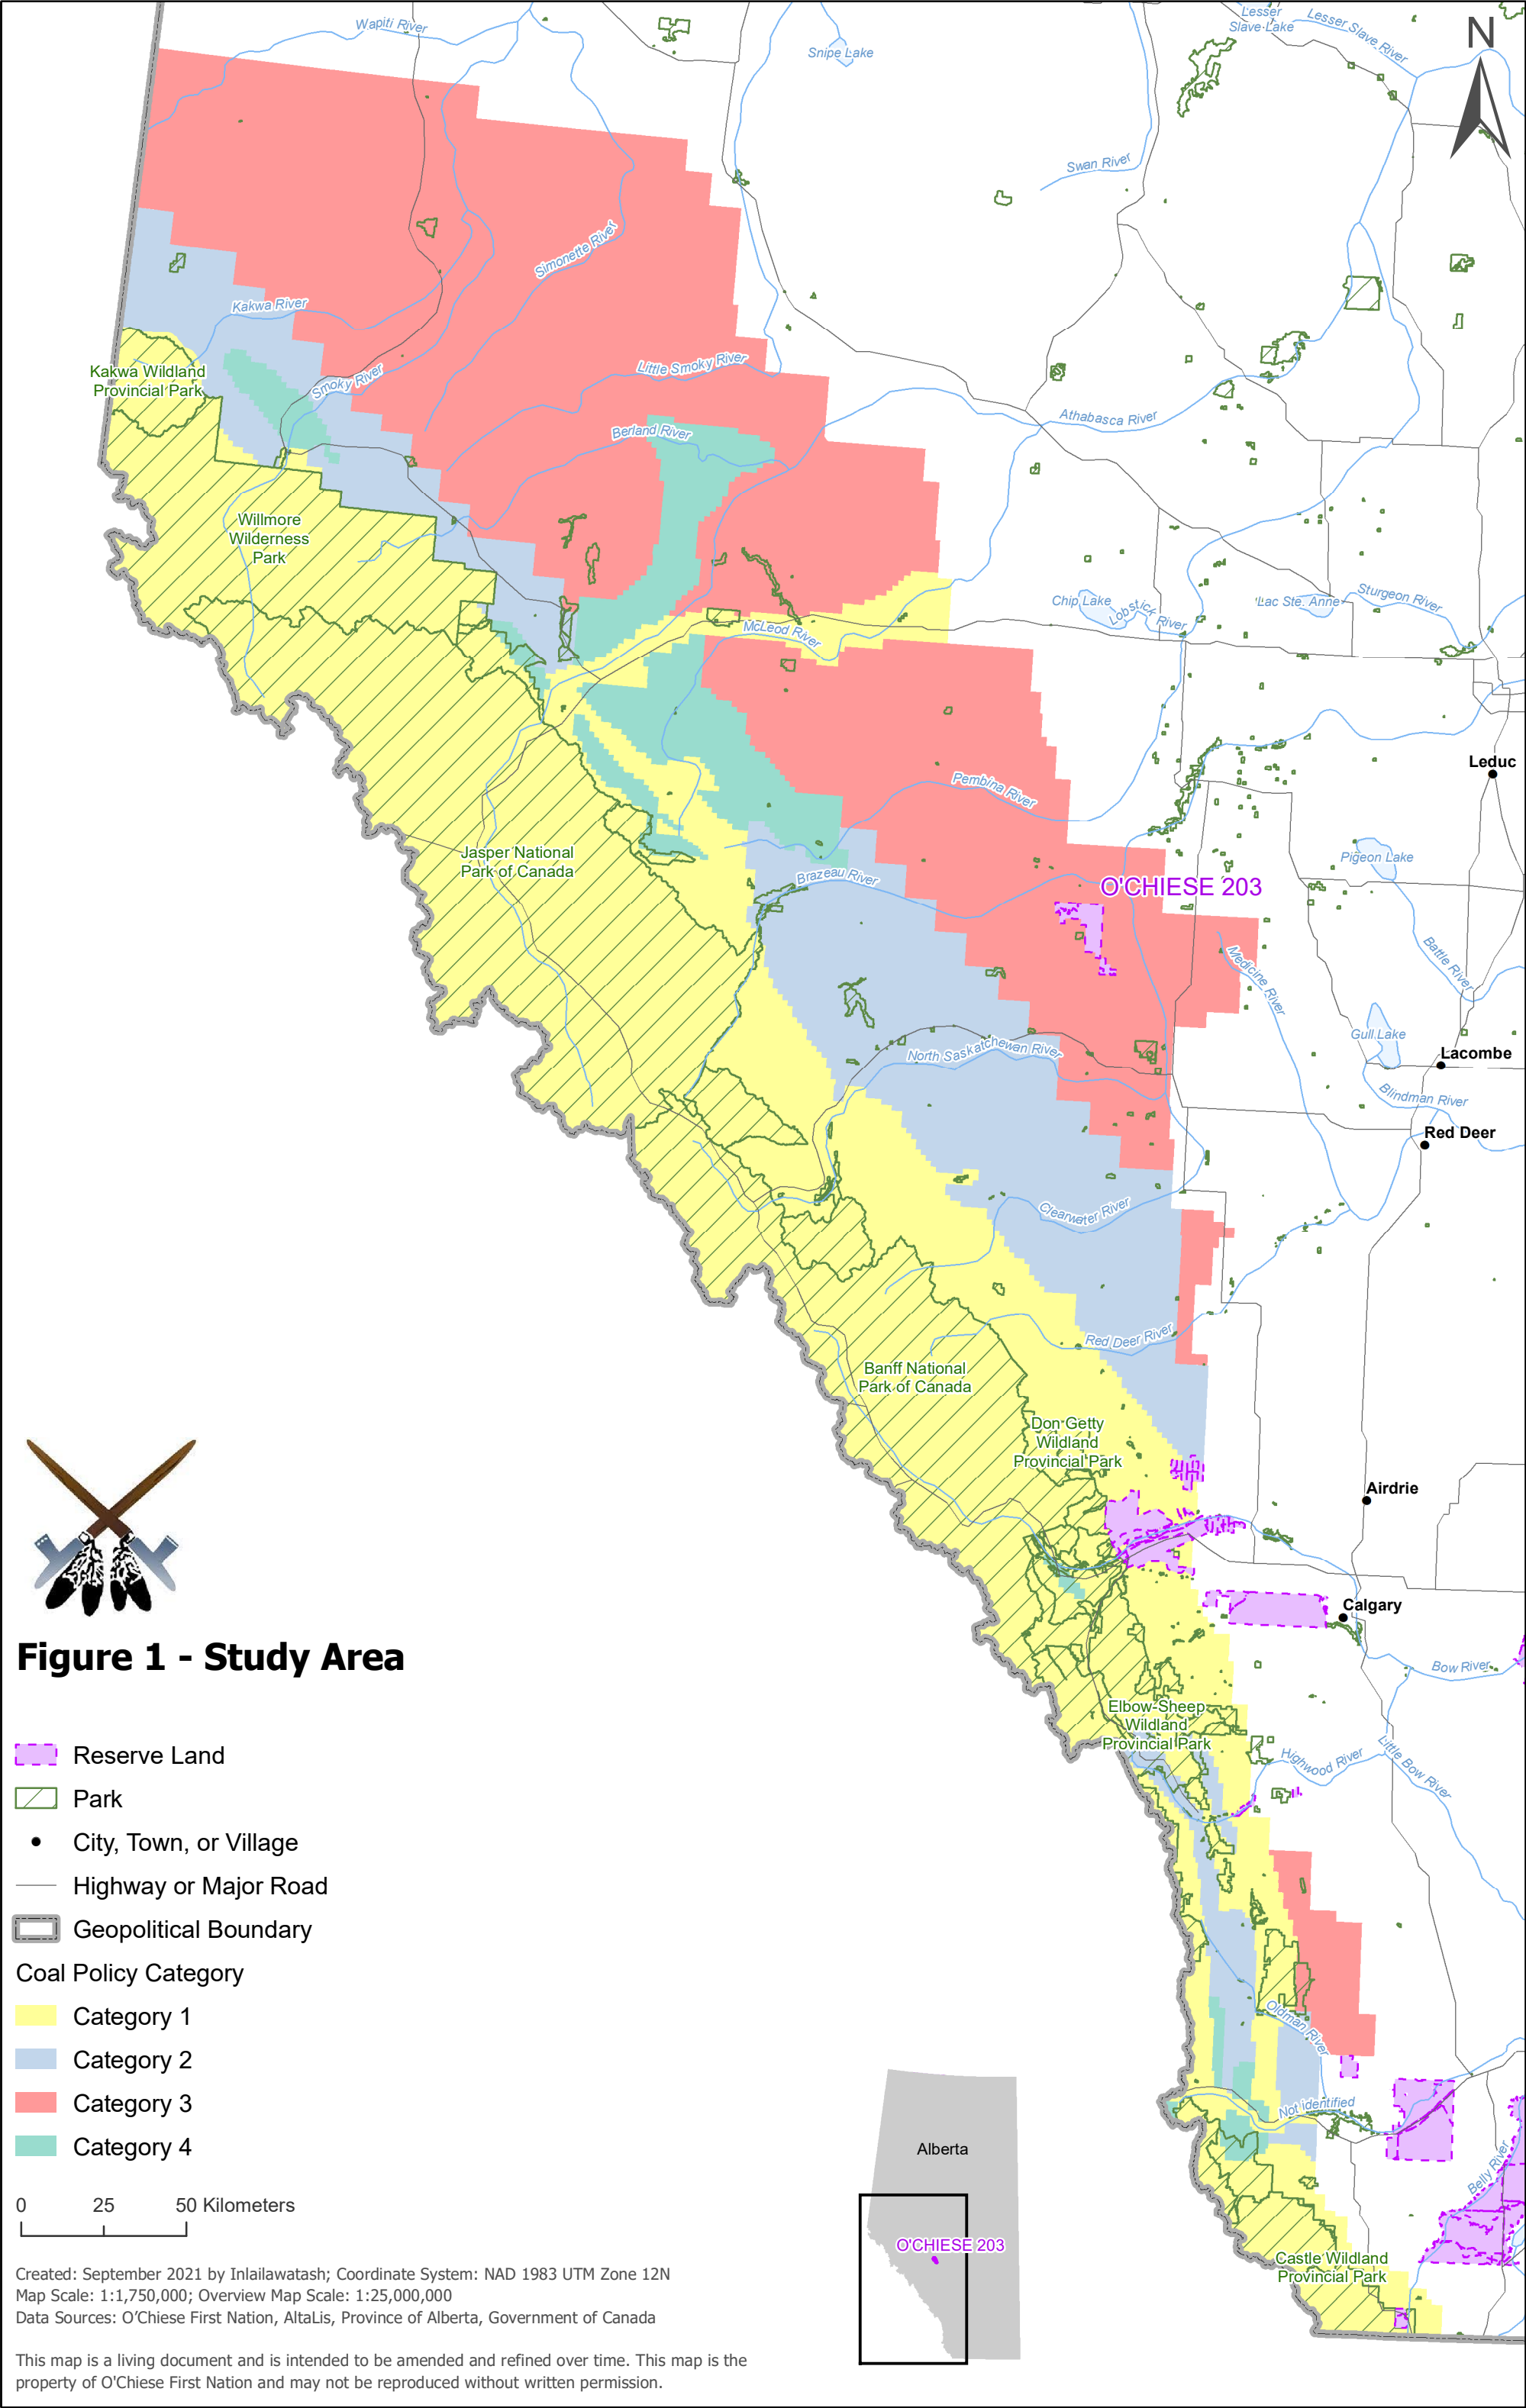 Wapiti River
Snipe Lake
Lesser
Slave Lake
Lesser Slave River
N
Swan River
Simonette River
Kakwa River
Kakwa Wildland
Provincial Park
Smoky River
Little Smoky River
Berland River
Athabasca River
Willmore
Wilderness
Park
Chip Lake
Lobstick River
Lac Ste. Anne
Sturgeon River
McLeod River
Leduc
Pembina River
Jasper National
Park of Canada
Brazeau River
Pigeon Lake
O'CHIESE 203
Battle River
Medicine River
Gull Lake
North Saskatchewan River
Lacombe
Blindman River
Red Deer
Clearwater River
Red Deer River
Banff National
Park of Canada
Don Getty
Wildland
Provincial Park
Airdrie
Calgary
Bow River
Elbow-Sheep
Wildland
Provincial Park
Highwood River
Little Bow River
Oldman River
Not identified
Belly River
Castle Wildland
Provincial Park
Figure 1 - Study Area
Reserve Land
Park
City, Town, or Village
Highway or Major Road
Geopolitical Boundary
Coal Policy Category
Category 1
Category 2
Category 3
Category 4
0 25 50 Kilometers
Alberta
O'CHIESE 203
Created: September 2021 by Inlailawatash; Coordinate System: NAD 1983 UTM Zone 12N
Map Scale: 1:1,750,000; Overview Map Scale: 1:25,000,000
Data Sources: O'Chiese First Nation, AltaLis, Province of Alberta, Government of Canada
This map is a living document and is intended to be amended and refined over time. This map is the
property of O'Chiese First Nation and may not be reproduced without written permission.